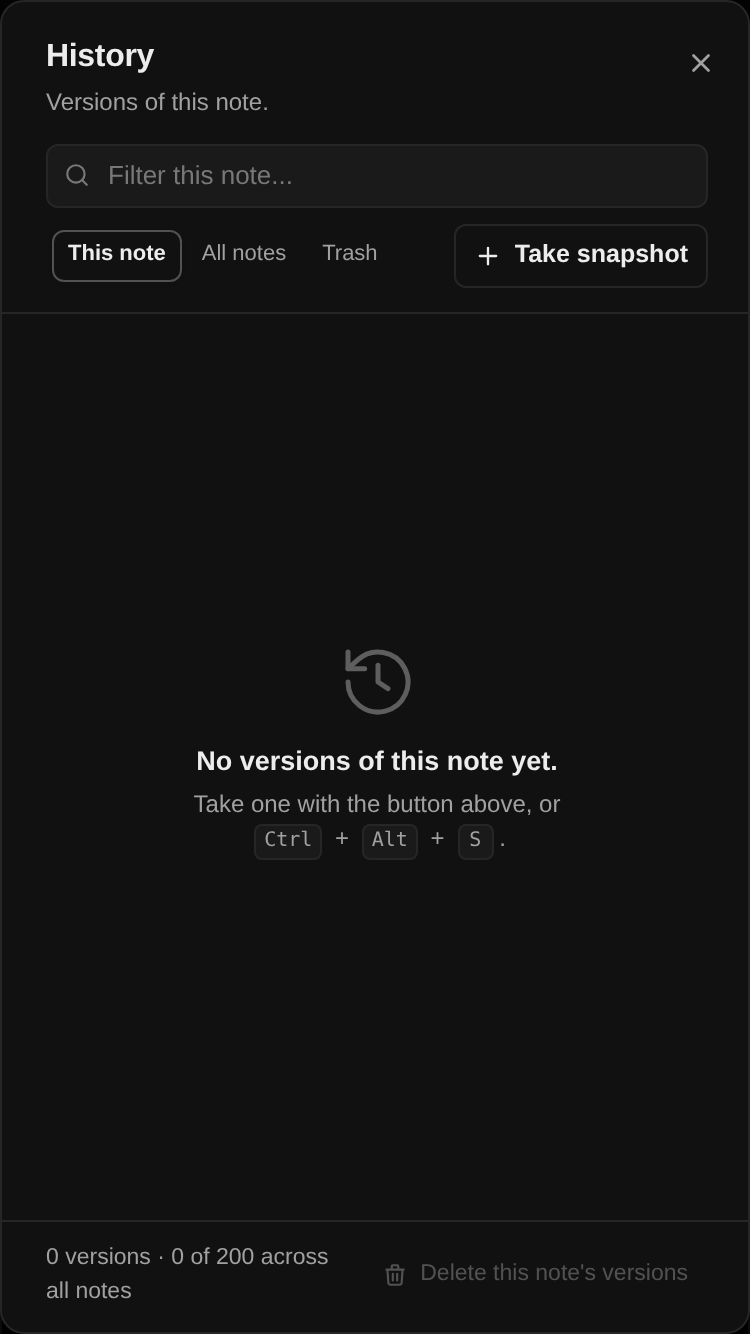 History
Versions of this note.
Filter this note...
This note All notes Trash + Take snapshot
No versions of this note yet.
Take one with the button above, or
Ctrl + Alt + S .
0 versions · 0 of 200 across
all notes
Delete this note's versions